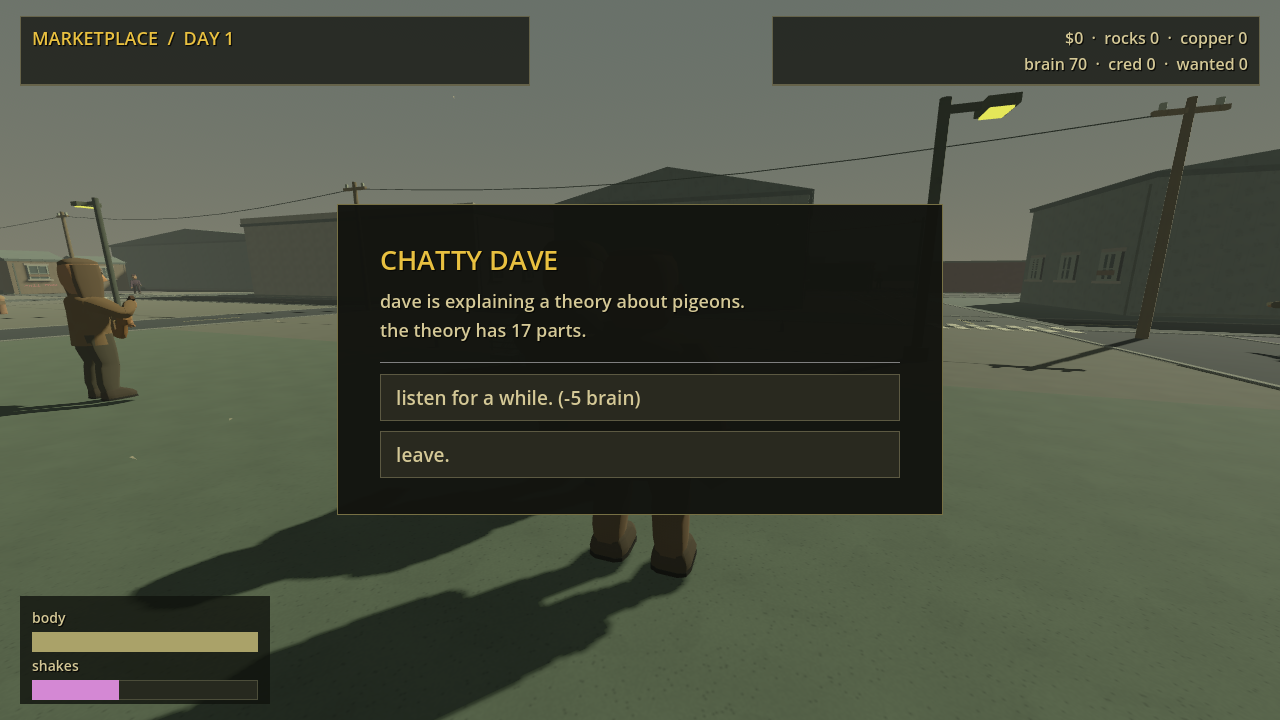 MARKETPLACE / DAY 1
$0 · rocks 0 · copper 0
brain 70 · cred 0 · wanted 0
CHATTY DAVE
dave is explaining a theory about pigeons.
the theory has 17 parts.
listen for a while. (-5 brain)
leave.
body
shakes